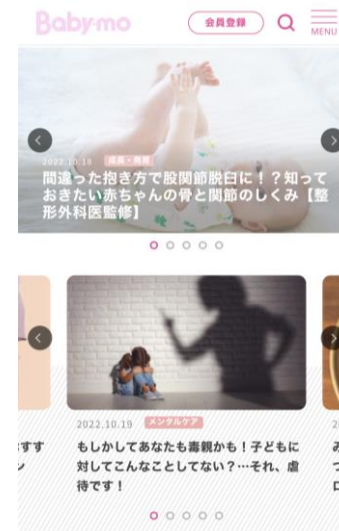 Baby-mo
会員登録
MENU
2022.10.18 成長・発育
間違った抱き方で股関節脱臼に！？知って
おきたい赤ちゃんの骨と関節のしくみ【整
形外科医監修】
2022.10.19 メンタルケア
もしかしてあなたも毒親かも！子どもに
対してこんなことしてない？…それ、虐
待です！